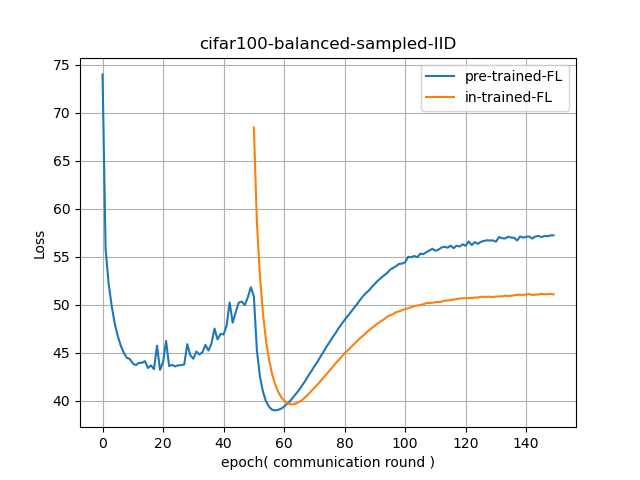 cifar100-balanced-sampled-IID
75
70
65
60
55
50
45
40
Loss
pre-trained-FL
in-trained-FL
0 20 40 60 80 100 120 140
epoch( communication round )